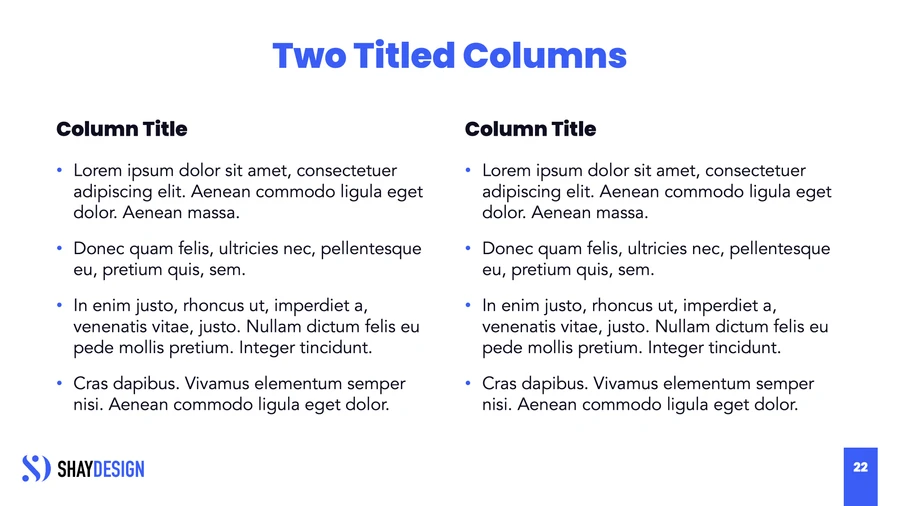 Two Titled Columns
Column Title
• Lorem ipsum dolor sit amet, consectetuer
adipiscing elit. Aenean commodo ligula eget
dolor. Aenean massa.
• Donec quam felis, ultricies nec, pellentesque
eu, pretium quis, sem.
• In enim justo, rhoncus ut, imperdiet a,
venenatis vitae, justo. Nullam dictum felis eu
pede mollis pretium. Integer tincidunt.
• Cras dapibus. Vivamus elementum semper
nisi. Aenean commodo ligula eget dolor.
Column Title
• Lorem ipsum dolor sit amet, consectetuer
adipiscing elit. Aenean commodo ligula eget
dolor. Aenean massa.
• Donec quam felis, ultricies nec, pellentesque
eu, pretium quis, sem.
• In enim justo, rhoncus ut, imperdiet a,
venenatis vitae, justo. Nullam dictum felis eu
pede mollis pretium. Integer tincidunt.
• Cras dapibus. Vivamus elementum semper
nisi. Aenean commodo ligula eget dolor.
SHAYDESIGN
22